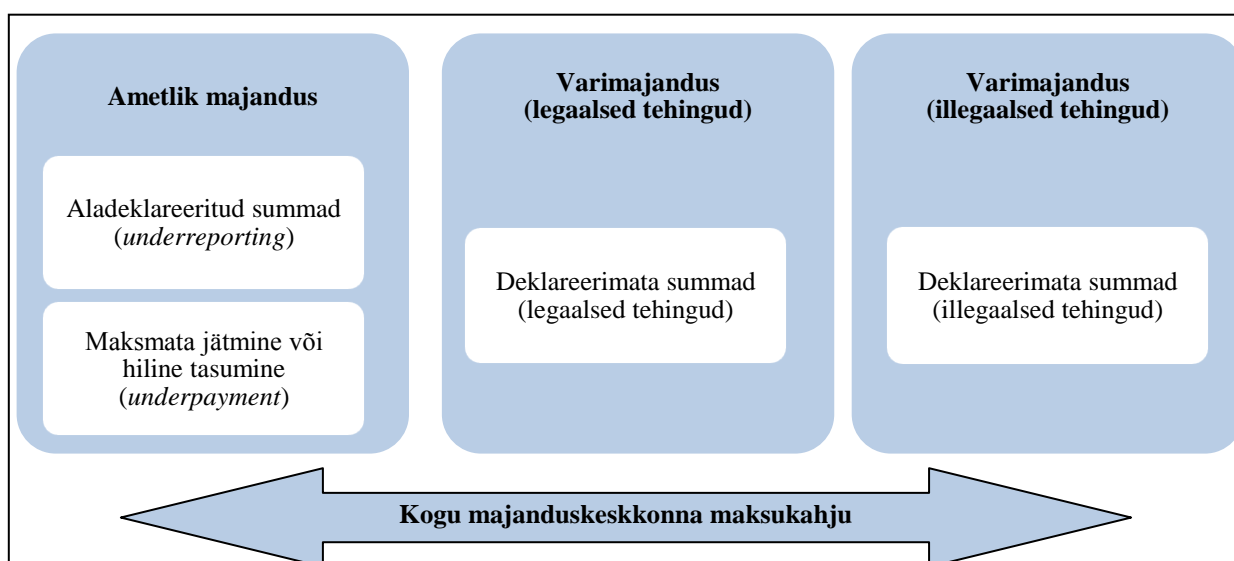 Ametlik majandus
Aladeklareeritud summad
(underreporting)
Maksmata jätmine või
hiline tasumine
(underpayment)
Varimajandus
(legaalsed tehingud)
Deklareerimata summad
(legaalsed tehingud)
Varimajandus
(illegaalsed tehingud)
Deklareerimata summad
(illegaalsed tehingud)
Kogu majanduskeskkonna maksukahju